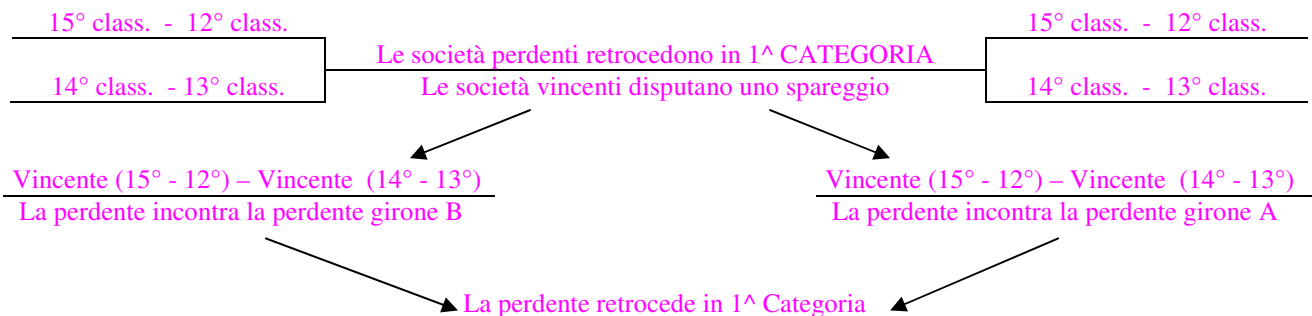 15° class. - 12° class.
15° class. - 12° class.
Le società perdenti retrocedono in 1^ CATEGORIA
14° class. - 13° class.
Le società vincenti disputano uno spareggio
14° class. - 13° class.
Vincente (15° - 12°) – Vincente (14° - 13°)
Vincente (15° - 12°) – Vincente (14° - 13°)
La perdente incontra la perdente girone B
La perdente incontra la perdente girone A
La perdente retrocede in 1^ Categoria